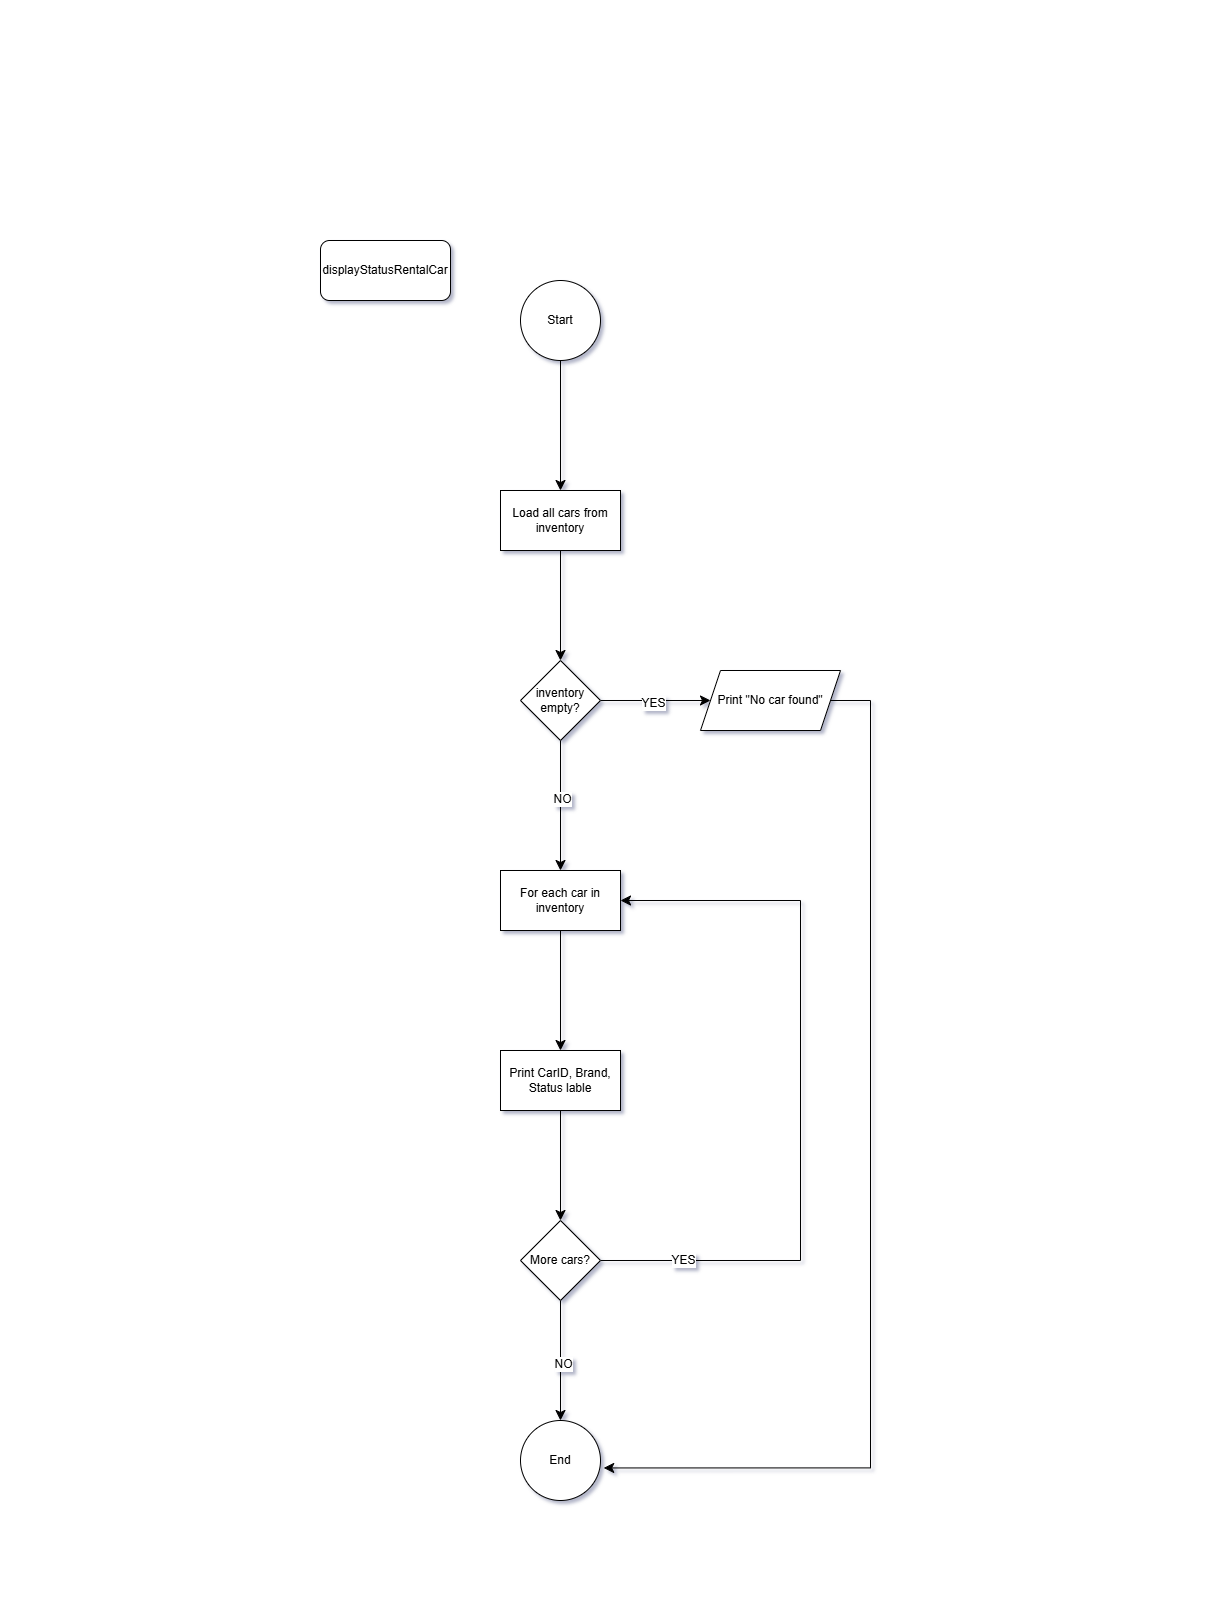 displayStatusRentalCar
Start
Load all cars from
inventory
inventory
empty?
YES
Print "No car found"
NO
For each car in
inventory
Print CarID, Brand,
Status lable
More cars?
YES
NO
End